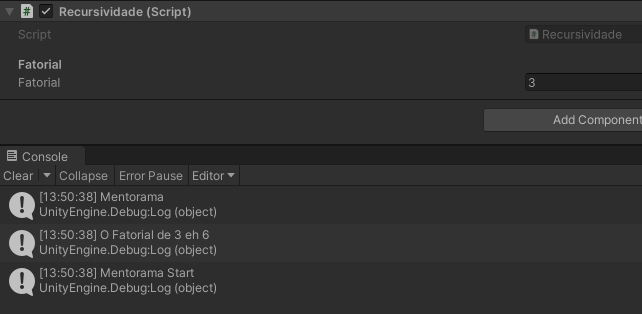 Recursividade (Script)
Script
Recursividade
Fatorial
Fatorial
3
Add Component
Console
Clear
Collapse
Error Pause
Editor
[13:50:38] Mentorama
UnityEngine.Debug:Log (object)
[13:50:38] O Fatorial de 3 eh 6
UnityEngine.Debug:Log (object)
[13:50:38] Mentorama Start
UnityEngine.Debug:Log (object)